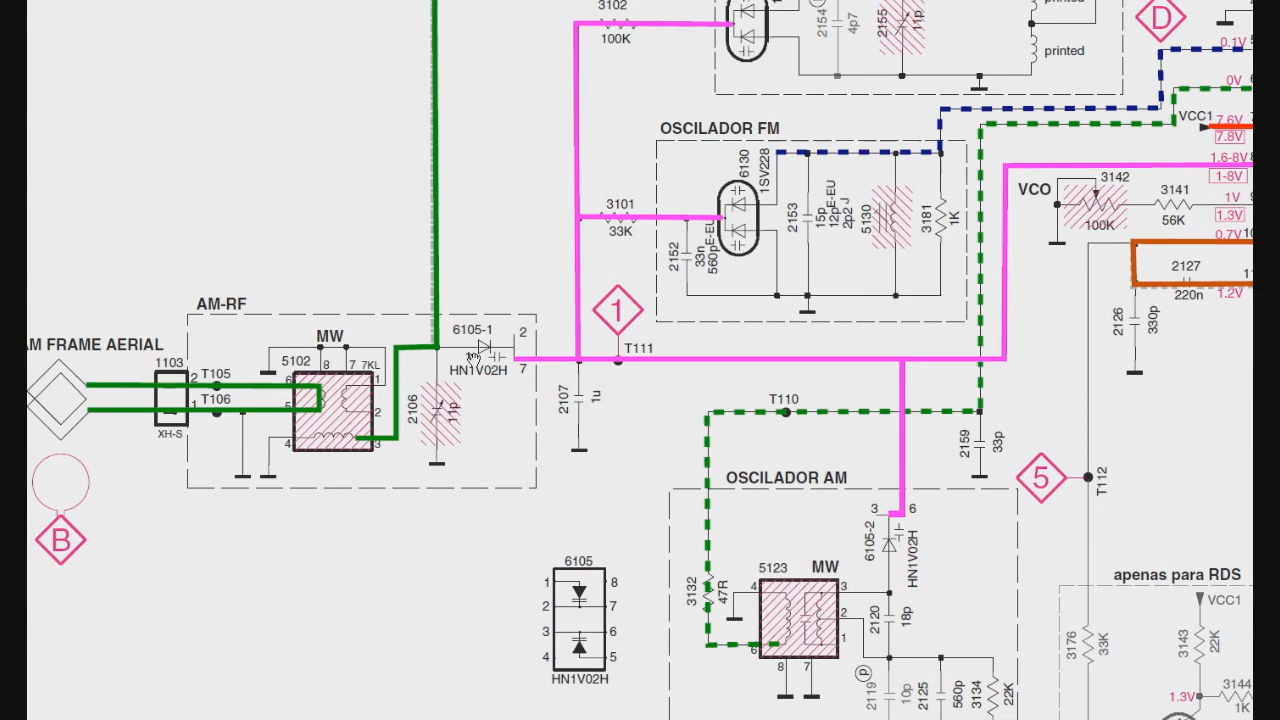 3102
100K
2154
4p7
2155
11p
printed
printed
D
0.1V
0V
VCC1
7.6V
7.8V
1.6-8V
1-8V
OSCILADOR FM
6130
1SV228
2153
15p
12pE-EU
2p2-J
5130
3181
1K
3101
33K
2152
33n
560pE-EU
VCO
3142
100K
3141
56K
1V
1.3V
0.7V
2127
220n
1.2V
2126
330p
1
T111
AM-RF
MW
AM FRAME AERIAL
1103
2
T105
1
T106
XH-S
5102
8
7
7KL
6
1
5
2
4
3
6105-1
2
HN1V02H
7
2106
11p
2107
1u
T110
2159
33p
5
T112
B
OSCILADOR AM
3
6
6105-2
HN1V02H
6105
1
8
2
7
3
6
4
5
HN1V02H
3132
47R
5123
MW
4
3
2
1
6
8
7
2120
18p
P
2119
10p
2125
560p
3134
22K
apenas para RDS
VCC1
3176
33K
3143
22K
3144
1K
1.3V